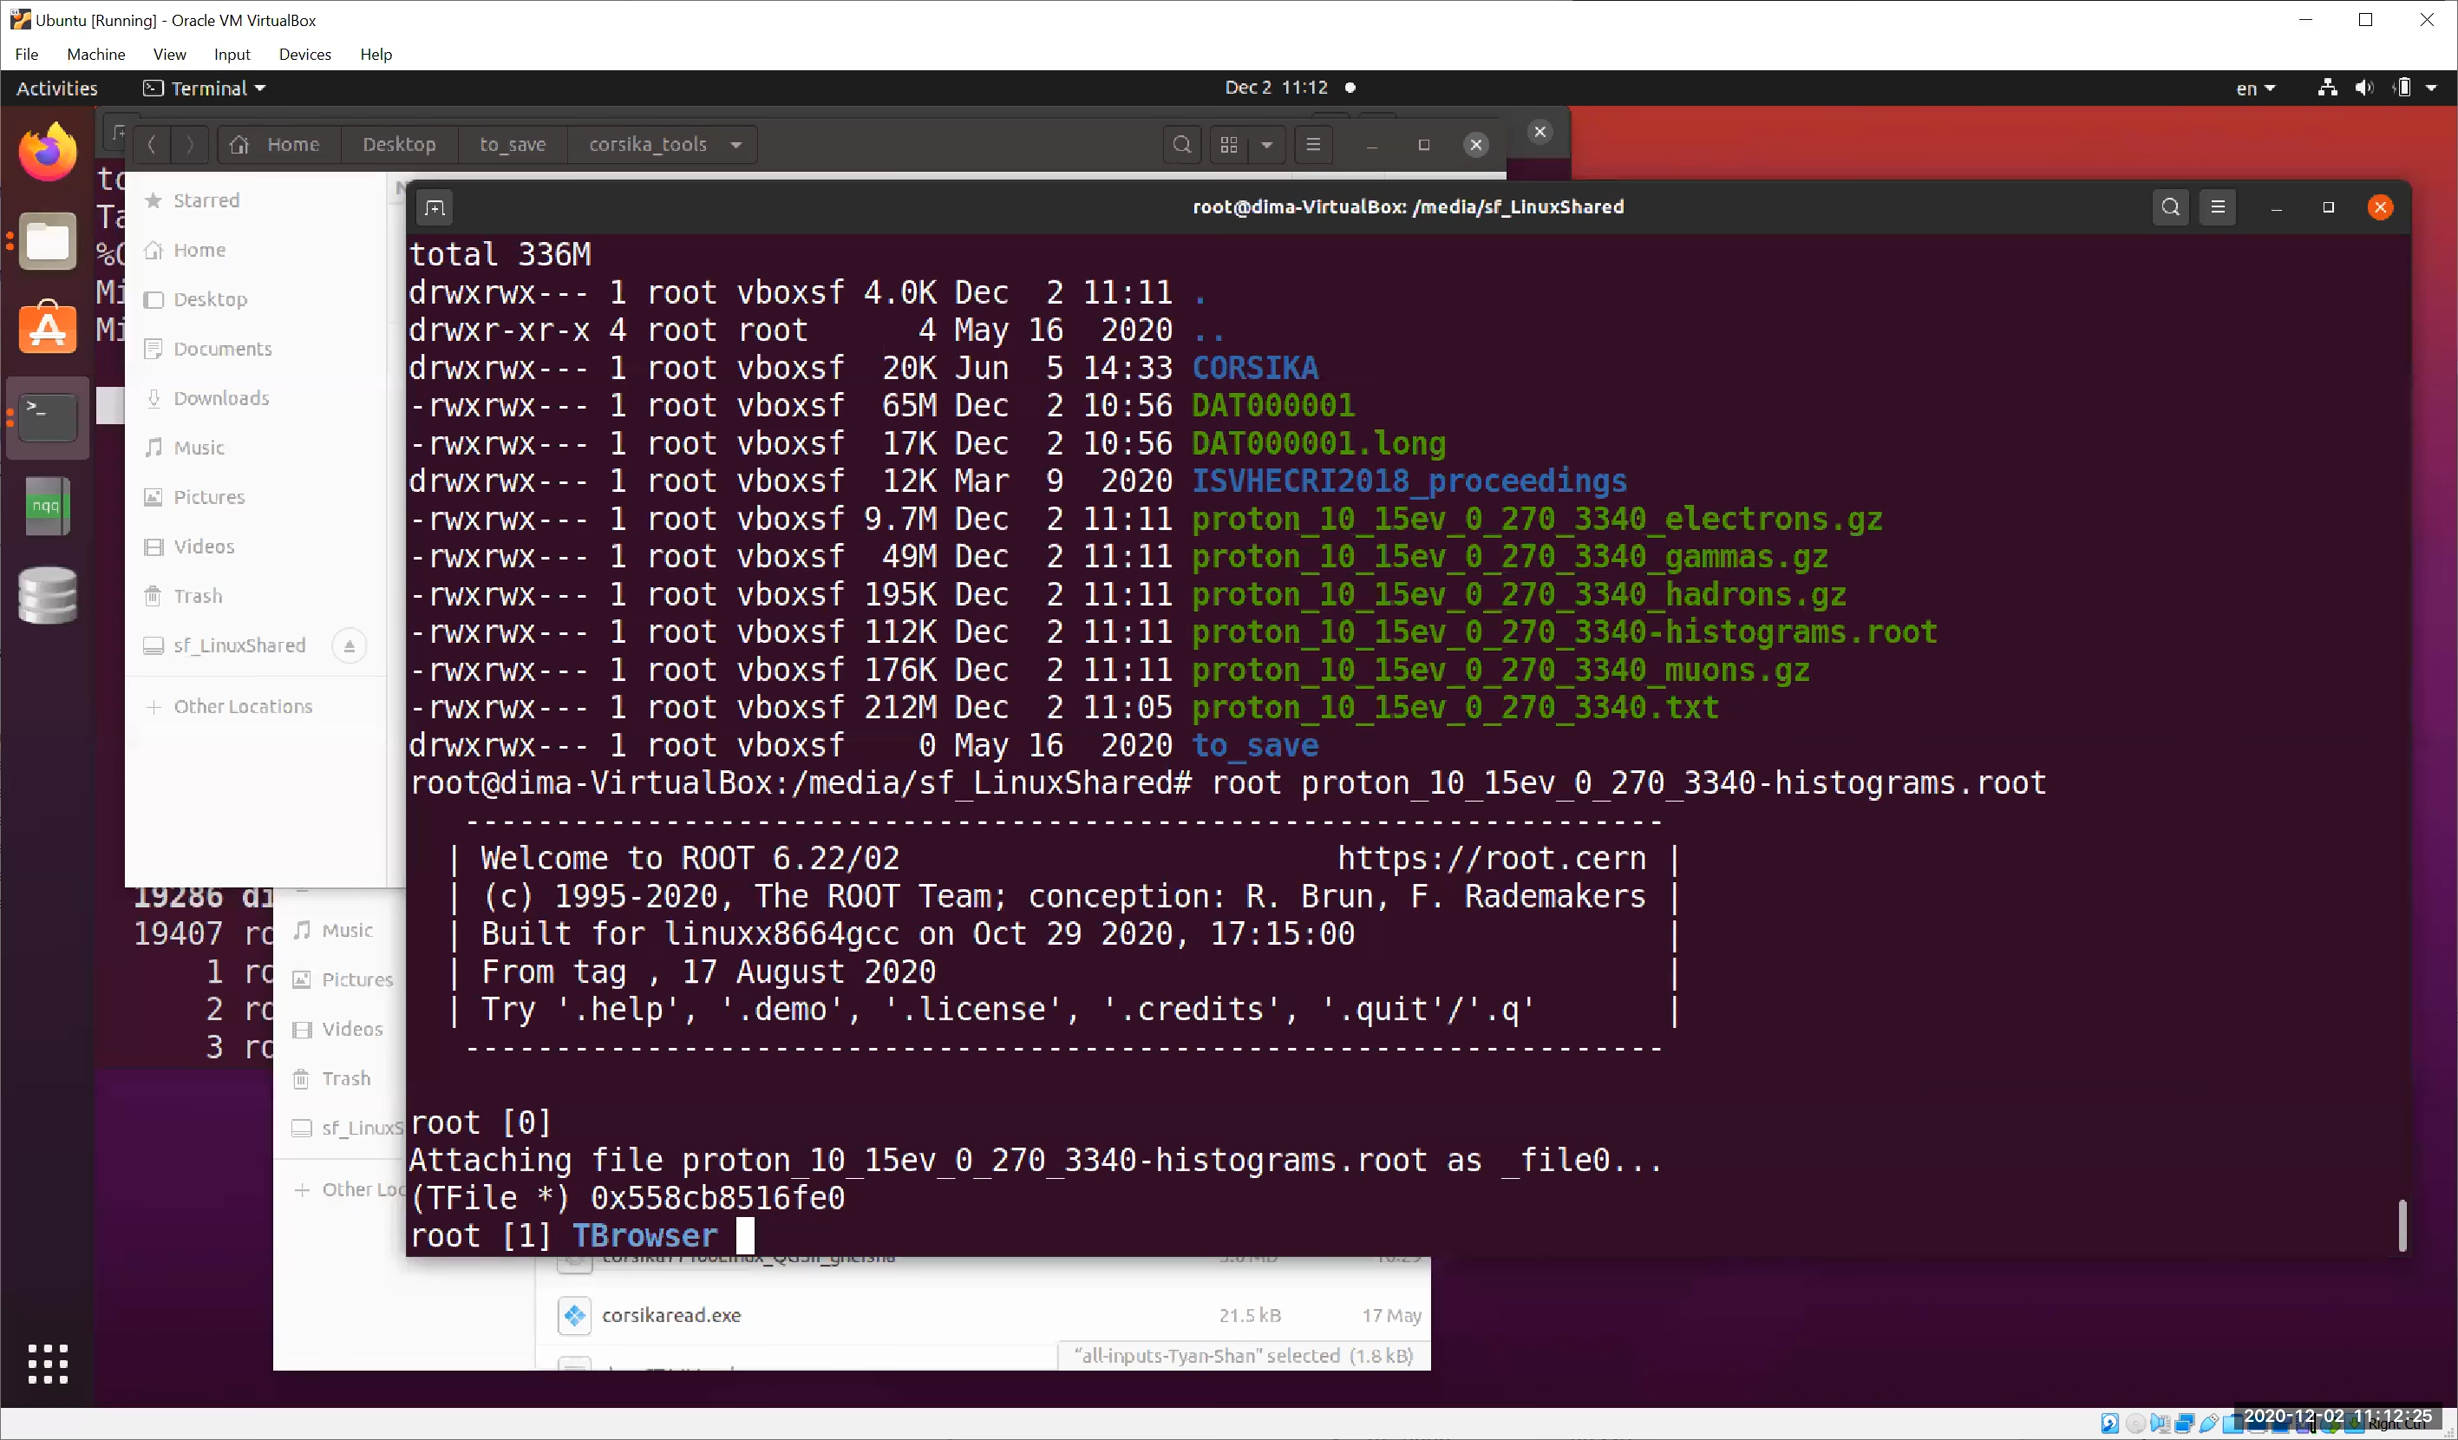 Ubuntu [Running] - Oracle VM VirtualBox
File Machine View Input Devices Help
Activities Terminal Dec 2 11:12 en
Home Desktop to_save corsika_tools
Starred
Home
Desktop
Documents
Downloads
Music
Pictures
Videos
Trash
sf_LinuxShared
Other Locations
nqq
root@dima-VirtualBox: /media/sf_LinuxShared
total 336M
drwxrwx--- 1 root vboxsf 4.0K Dec  2 11:11 .
drwxr-xr-x 4 root root      4 May 16  2020 ..
drwxrwx--- 1 root vboxsf  20K Jun  5 14:33 CORSIKA
-rwxrwx--- 1 root vboxsf  65M Dec  2 10:56 DAT000001
-rwxrwx--- 1 root vboxsf  17K Dec  2 10:56 DAT000001.long
drwxrwx--- 1 root vboxsf  12K Mar  9  2020 ISVHECRI2018_proceedings
-rwxrwx--- 1 root vboxsf 9.7M Dec  2 11:11 proton_10_15ev_0_270_3340_electrons.gz
-rwxrwx--- 1 root vboxsf  49M Dec  2 11:11 proton_10_15ev_0_270_3340_gammas.gz
-rwxrwx--- 1 root vboxsf 195K Dec  2 11:11 proton_10_15ev_0_270_3340_hadrons.gz
-rwxrwx--- 1 root vboxsf 112K Dec  2 11:11 proton_10_15ev_0_270_3340-histograms.root
-rwxrwx--- 1 root vboxsf 176K Dec  2 11:11 proton_10_15ev_0_270_3340_muons.gz
-rwxrwx--- 1 root vboxsf 212M Dec  2 11:05 proton_10_15ev_0_270_3340.txt
drwxrwx--- 1 root vboxsf    0 May 16  2020 to_save
root@dima-VirtualBox:/media/sf_LinuxShared# root proton_10_15ev_0_270_3340-histograms.root
------------------------------------------------------------------
| Welcome to ROOT 6.22/02                        https://root.cern |
| (c) 1995-2020, The ROOT Team; conception: R. Brun, F. Rademakers |
| Built for linuxx8664gcc on Oct 29 2020, 17:15:00                 |
| From tag , 17 August 2020                                        |
| Try '.help', '.demo', '.license', '.credits', '.quit'/'.q'       |
------------------------------------------------------------------
root [0]
Attaching file proton_10_15ev_0_270_3340-histograms.root as _file0...
(TFile *) 0x558cb8516fe0
root [1] TBrowser
19286 di
19407 ro
1 ro
2 ro
3 ro
Music
Pictures
Videos
Trash
sf_LinuxS
Other Loc
corsikaread.exe 21.5 kB 17 May
"all-inputs-Tyan-Shan" selected (1.8 kB)
2020-12-02 11:12:25